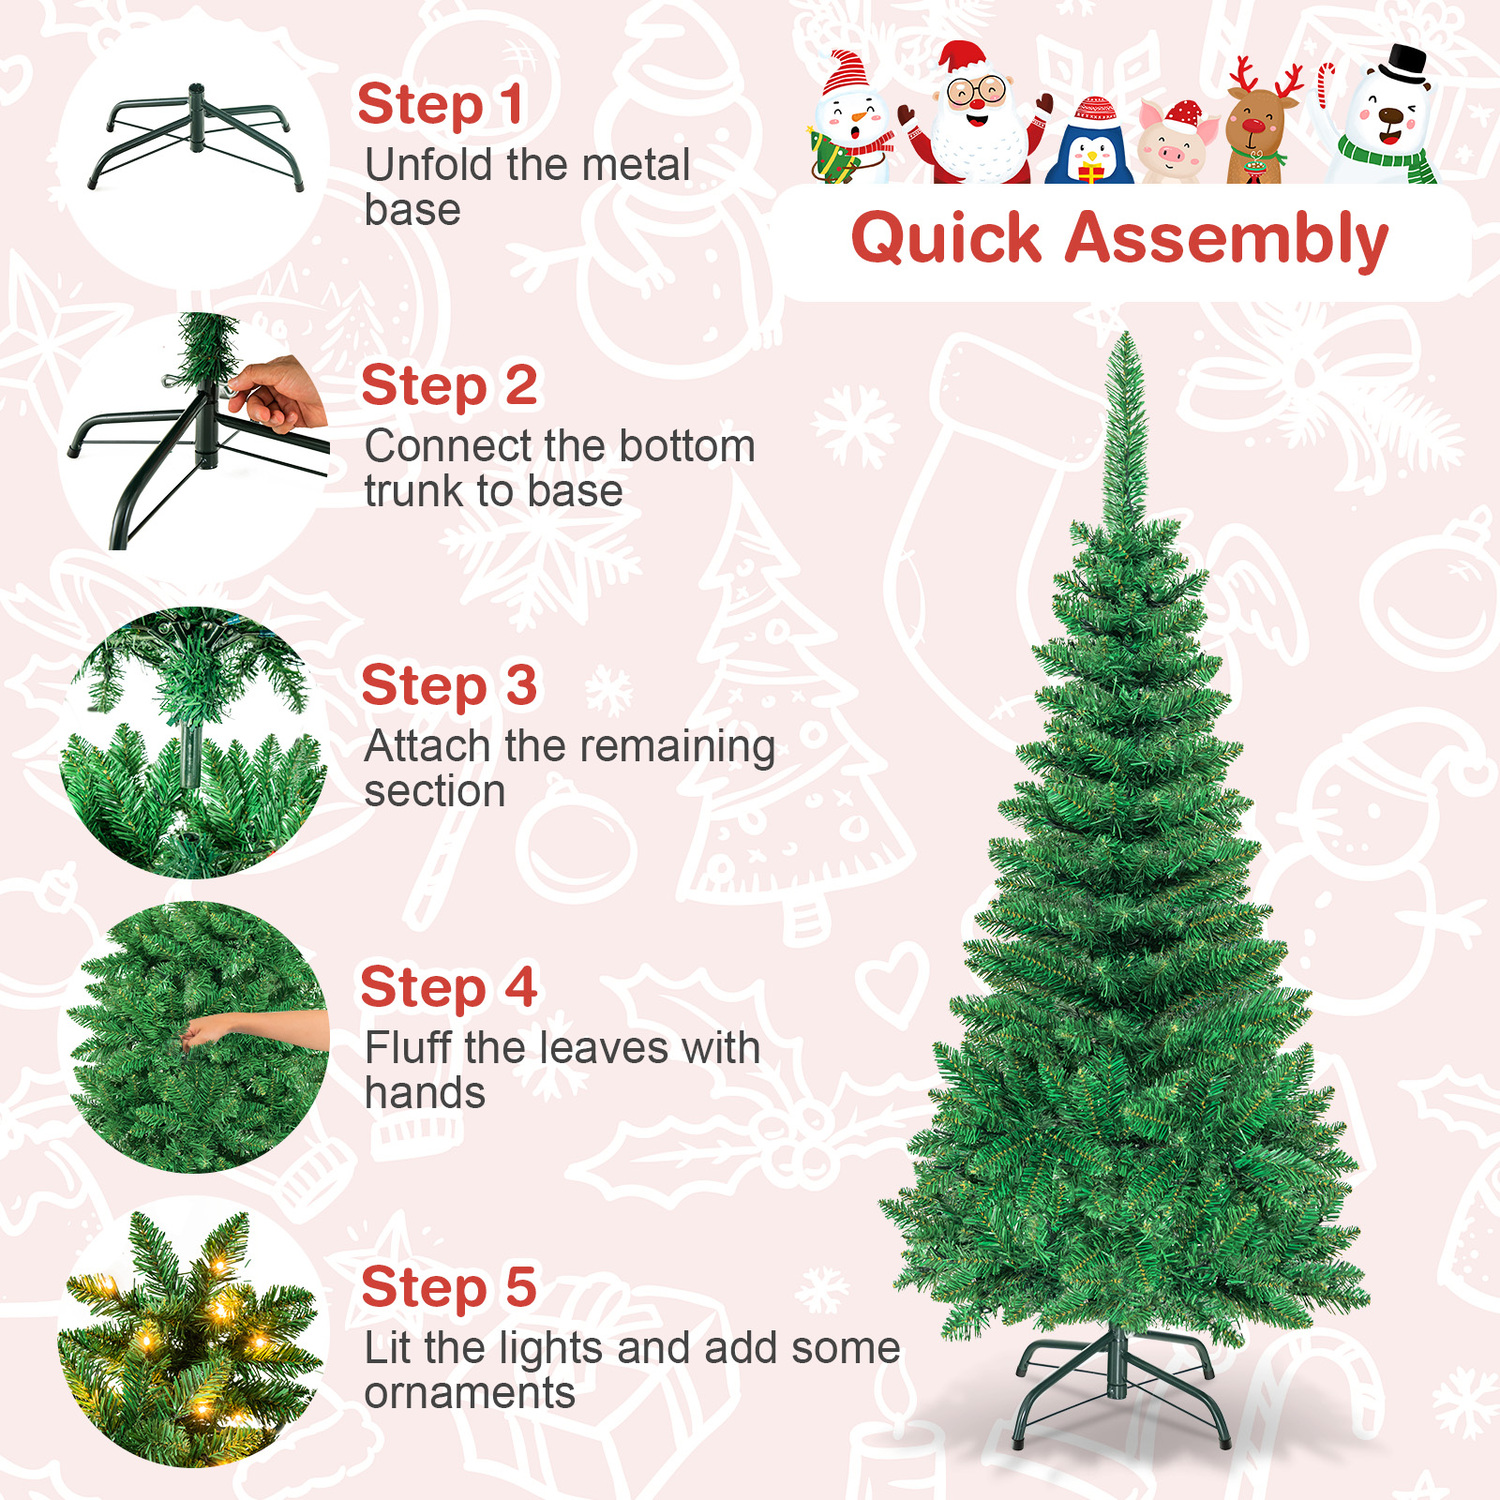 Quick Assembly
Step 1
Unfold the metal
base
Step 2
Connect the bottom
trunk to base
Step 3
Attach the remaining
section
Step 4
Fluff the leaves with
hands
Step 5
Lit the lights and add some
ornaments